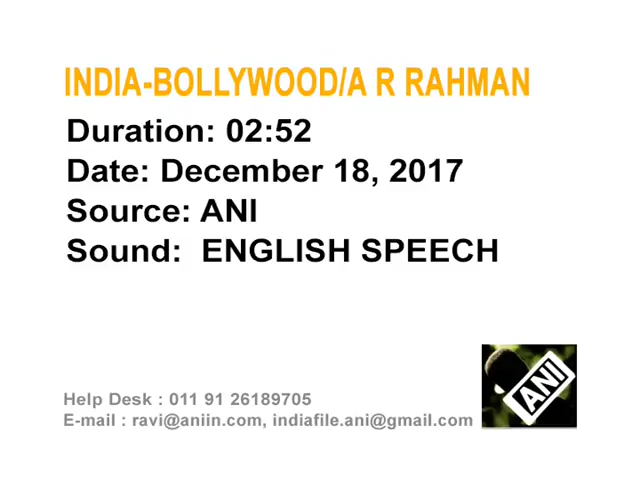 INDIA-BOLLYWOOD/A R RAHMAN
Duration: 02:52
Date: December 18, 2017
Source: ANI
Sound:  ENGLISH SPEECH
Help Desk : 011 91 26189705
E-mail : ravi@aniin.com, indiafile.ani@gmail.com
ANI